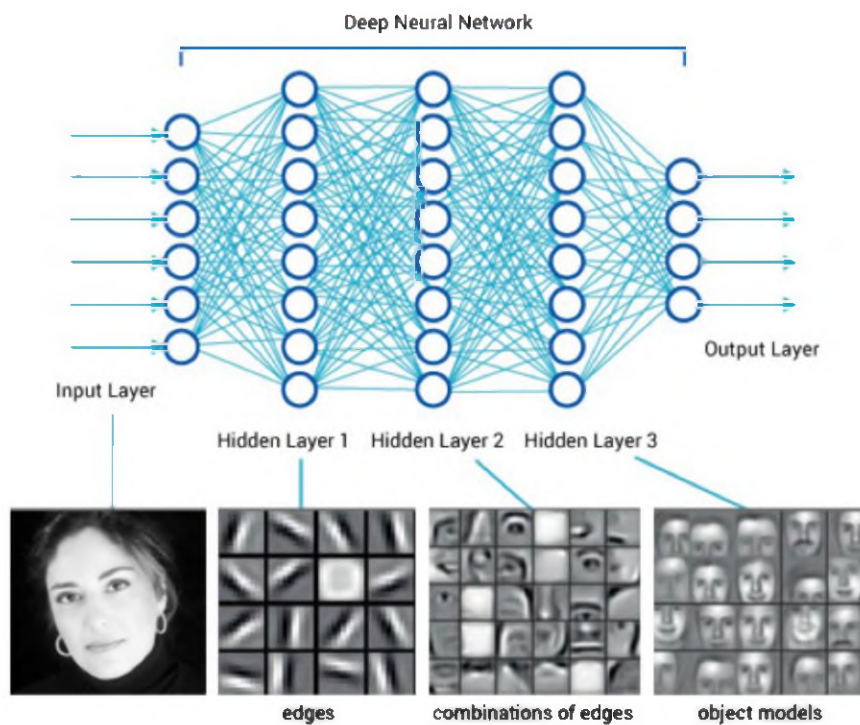 Deep Neural Network
Output Layer
Input Layer
Hidden Layer 1
Hidden Layer 2
Hidden Layer 3
edges
combinations of edges
object models